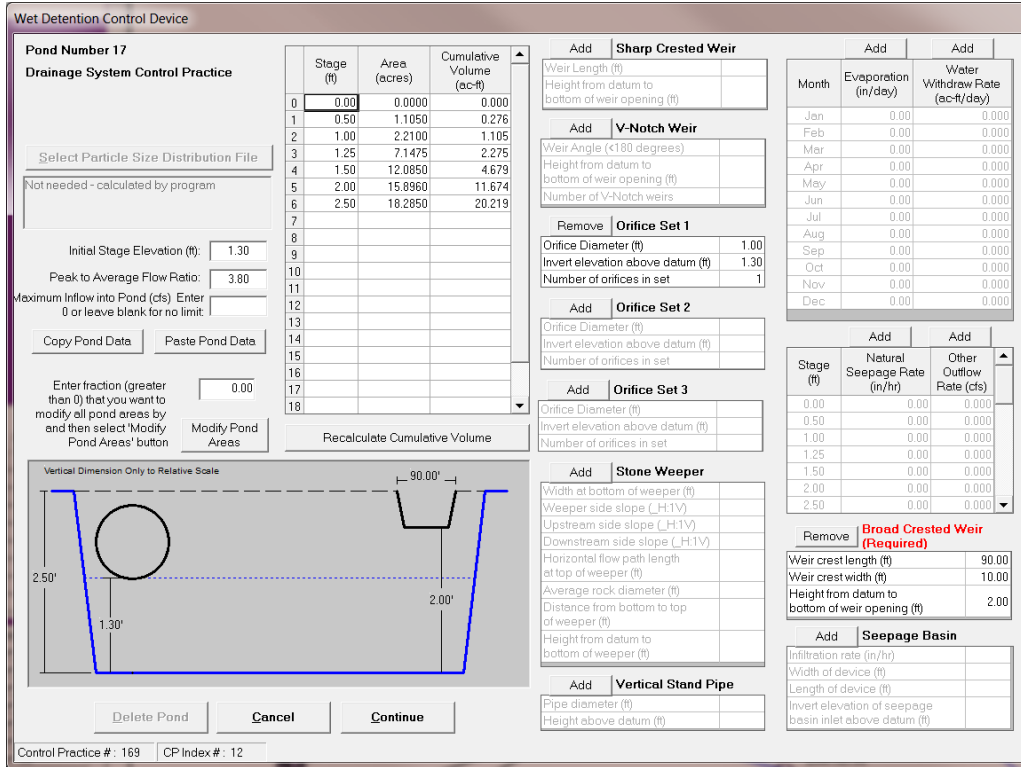 Wet Detention Control Device
Pond Number 17
Drainage System Control Practice
Select Particle Size Distribution File
Not needed - calculated by program
Initial Stage Elevation (ft): 1.30
Peak to Average Flow Ratio: 3.80
Maximum Inflow into Pond (cfs) Enter
0 or leave blank for no limit:
Copy Pond Data Paste Pond Data
Enter fraction (greater
than 0) that you want to
modify all pond areas by
and then select 'Modify
Pond Areas' button
0.00
Modify Pond
Areas
Stage
(ft)
Area
(acres)
Cumulative
Volume
(ac-ft)
0 0.00 0.0000 0.000
1 0.50 1.1050 0.276
2 1.00 2.2100 1.105
3 1.25 7.1475 2.275
4 1.50 12.0850 4.679
5 2.00 15.8960 11.674
6 2.50 18.2850 20.219
7
8
9
10
11
12
13
14
15
16
17
18
Recalculate Cumulative Volume
Vertical Dimension Only to Relative Scale
90.00'
2.50'
1.30'
2.00'
Delete Pond Cancel Continue
Control Practice # : 169 CP Index # : 12
Add Sharp Crested Weir
Weir Length (ft)
Height from datum to
bottom of weir opening (ft)
Add V-Notch Weir
Weir Angle (<180 degrees)
Height from datum to
bottom of weir opening (ft)
Number of V-Notch weirs
Remove Orifice Set 1
Orifice Diameter (ft) 1.00
Invert elevation above datum (ft) 1.30
Number of orifices in set 1
Add Orifice Set 2
Orifice Diameter (ft)
Invert elevation above datum (ft)
Number of orifices in set
Add Orifice Set 3
Orifice Diameter (ft)
Invert elevation above datum (ft)
Number of orifices in set
Add Stone Weeper
Width at bottom of weeper (ft)
Weeper side slope (_H:1V)
Upstream side slope (_H:1V)
Downstream side slope (_H:1V)
Horizontal flow path length
at top of weeper (ft)
Average rock diameter (ft)
Distance from bottom to top
of weeper (ft)
Height from datum to
bottom of weeper (ft)
Add Vertical Stand Pipe
Pipe diameter (ft)
Height above datum (ft)
Add Add
Month
Evaporation
(in/day)
Water
Withdraw Rate
(ac-ft/day)
Jan 0.00 0.000
Feb 0.00 0.000
Mar 0.00 0.000
Apr 0.00 0.000
May 0.00 0.000
Jun 0.00 0.000
Jul 0.00 0.000
Aug 0.00 0.000
Sep 0.00 0.000
Oct 0.00 0.000
Nov 0.00 0.000
Dec 0.00 0.000
Add Add
Stage
(ft)
Natural
Seepage Rate
(in/hr)
Other
Outflow
Rate (cfs)
0.00 0.00 0.000
0.50 0.00 0.000
1.00 0.00 0.000
1.25 0.00 0.000
1.50 0.00 0.000
2.00 0.00 0.000
2.50 0.00 0.000
Remove Broad Crested Weir
(Required)
Weir crest length (ft) 90.00
Weir crest width (ft) 10.00
Height from datum to
bottom of weir opening (ft) 2.00
Add Seepage Basin
Infiltration rate (in/hr)
Width of device (ft)
Length of device (ft)
Invert elevation of seepage
basin inlet above datum (ft)